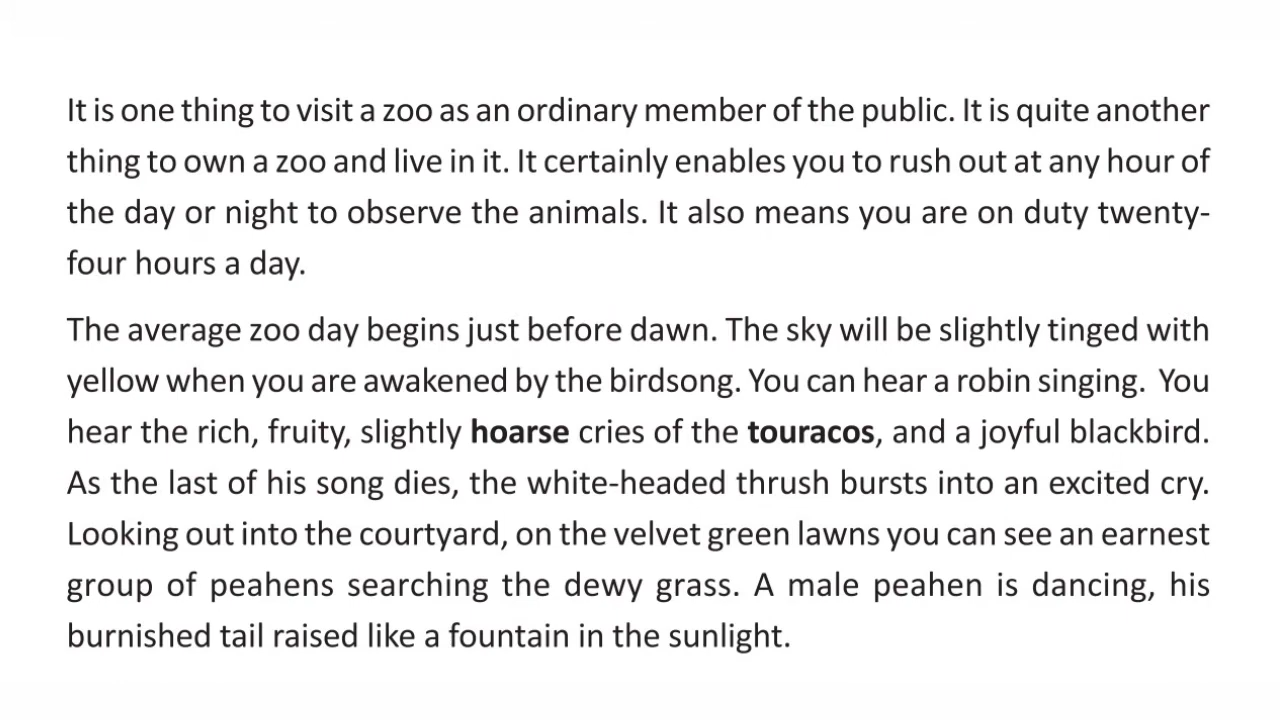 It is one thing to visit a zoo as an ordinary member of the public. It is quite another
thing to own a zoo and live in it. It certainly enables you to rush out at any hour of
the day or night to observe the animals. It also means you are on duty twenty-
four hours a day.
The average zoo day begins just before dawn. The sky will be slightly tinged with
yellow when you are awakened by the birdsong. You can hear a robin singing.  You
hear the rich, fruity, slightly hoarse cries of the touracos, and a joyful blackbird.
As the last of his song dies, the white-headed thrush bursts into an excited cry.
Looking out into the courtyard, on the velvet green lawns you can see an earnest
group of peahens searching the dewy grass. A male peahen is dancing, his
burnished tail raised like a fountain in the sunlight.